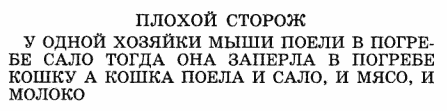 ПЛОХОЙ СТОРОЖ
У ОДНОЙ ХОЗЯЙКИ МЫШИ ПОЕЛИ В ПОГРЕ-
БЕ САЛО ТОГДА ОНА ЗАПЕРЛА В ПОГРЕБЕ
КОШКУ А КОШКА ПОЕЛА И САЛО, И МЯСО, И
МОЛОКО